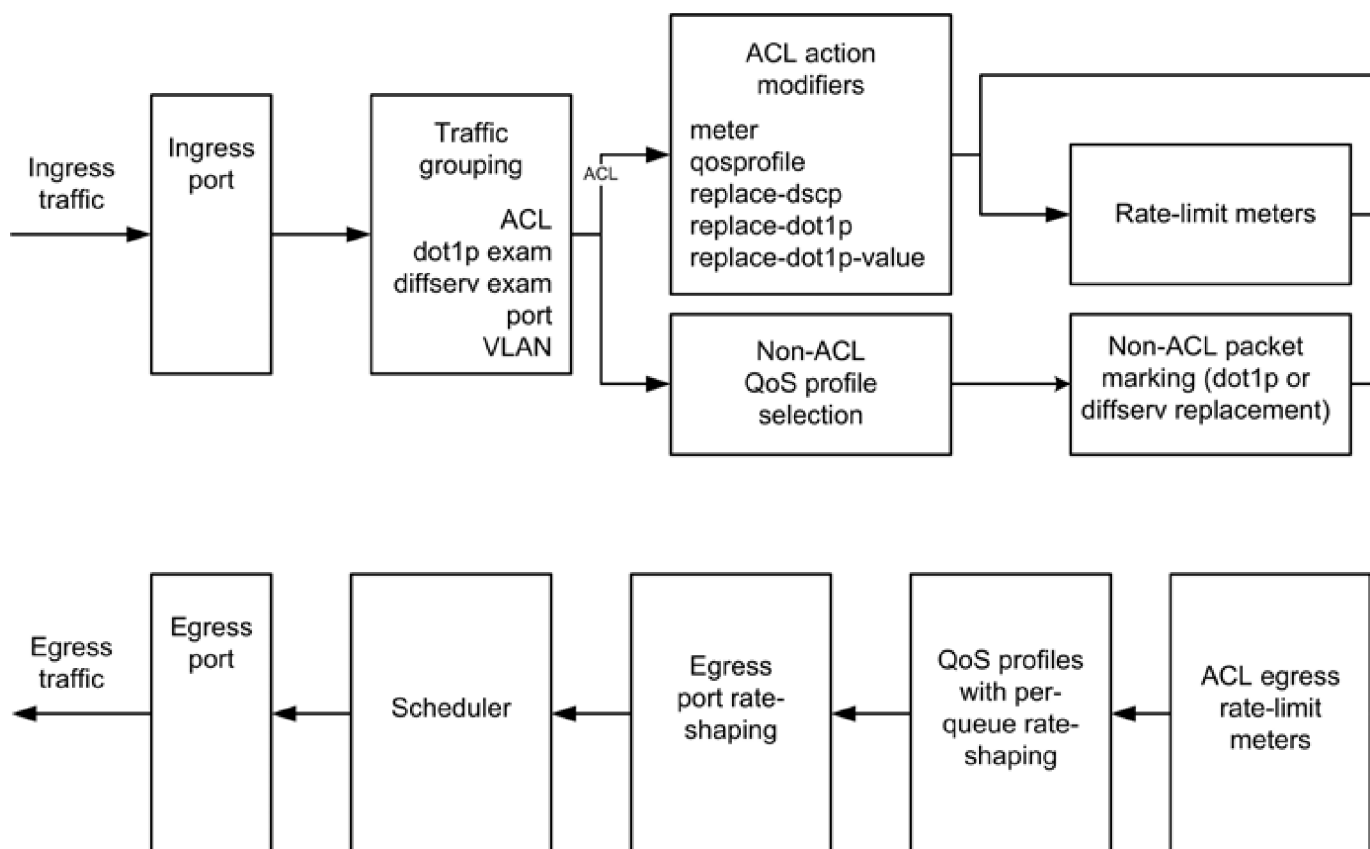 Ingress
traffic
Ingress
port
Traffic
grouping
ACL
dot1p exam
diffserv exam
port
VLAN
ACL
ACL action
modifiers
meter
qosprofile
replace-dscp
replace-dot1p
replace-dot1p-value
Rate-limit meters
Non-ACL
QoS profile
selection
Non-ACL packet
marking (dot1p or
diffserv replacement)
Egress
traffic
Egress
port
Scheduler
Egress
port rate-
shaping
QoS profiles
with per-
queue rate-
shaping
ACL egress
rate-limit
meters